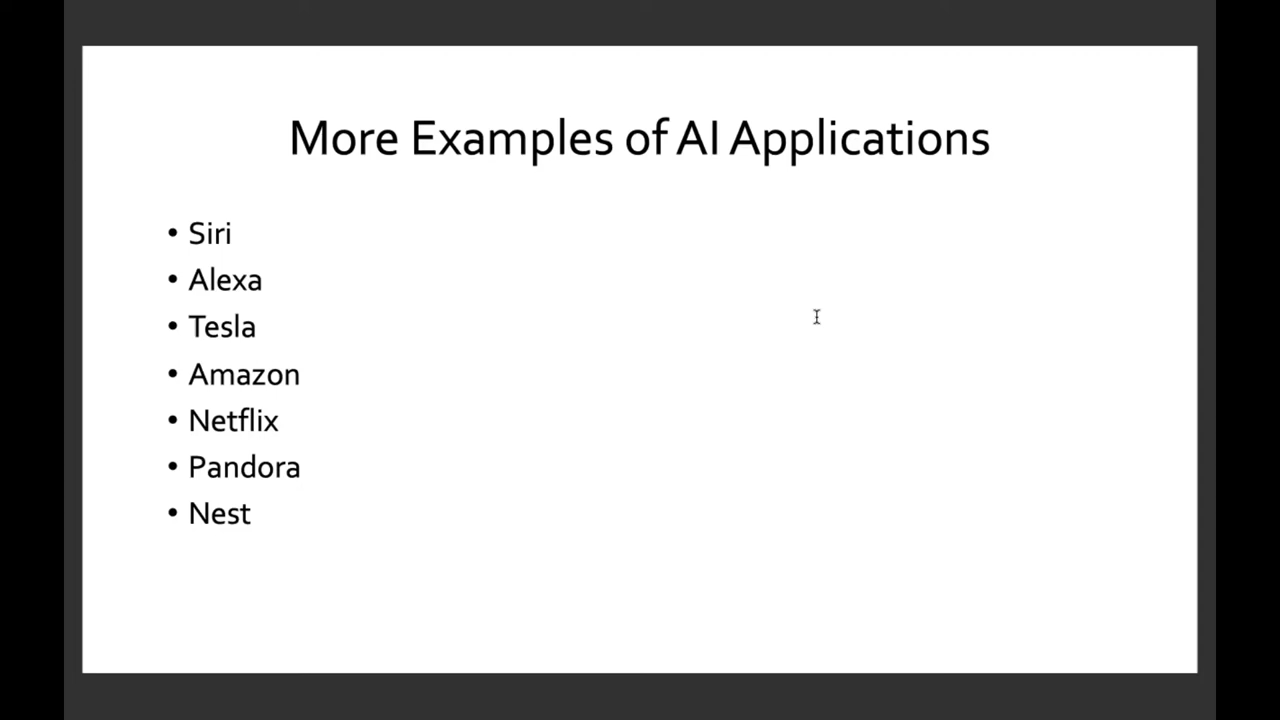 More Examples of AI Applications
• Siri
• Alexa
• Tesla
• Amazon
• Netflix
• Pandora
• Nest